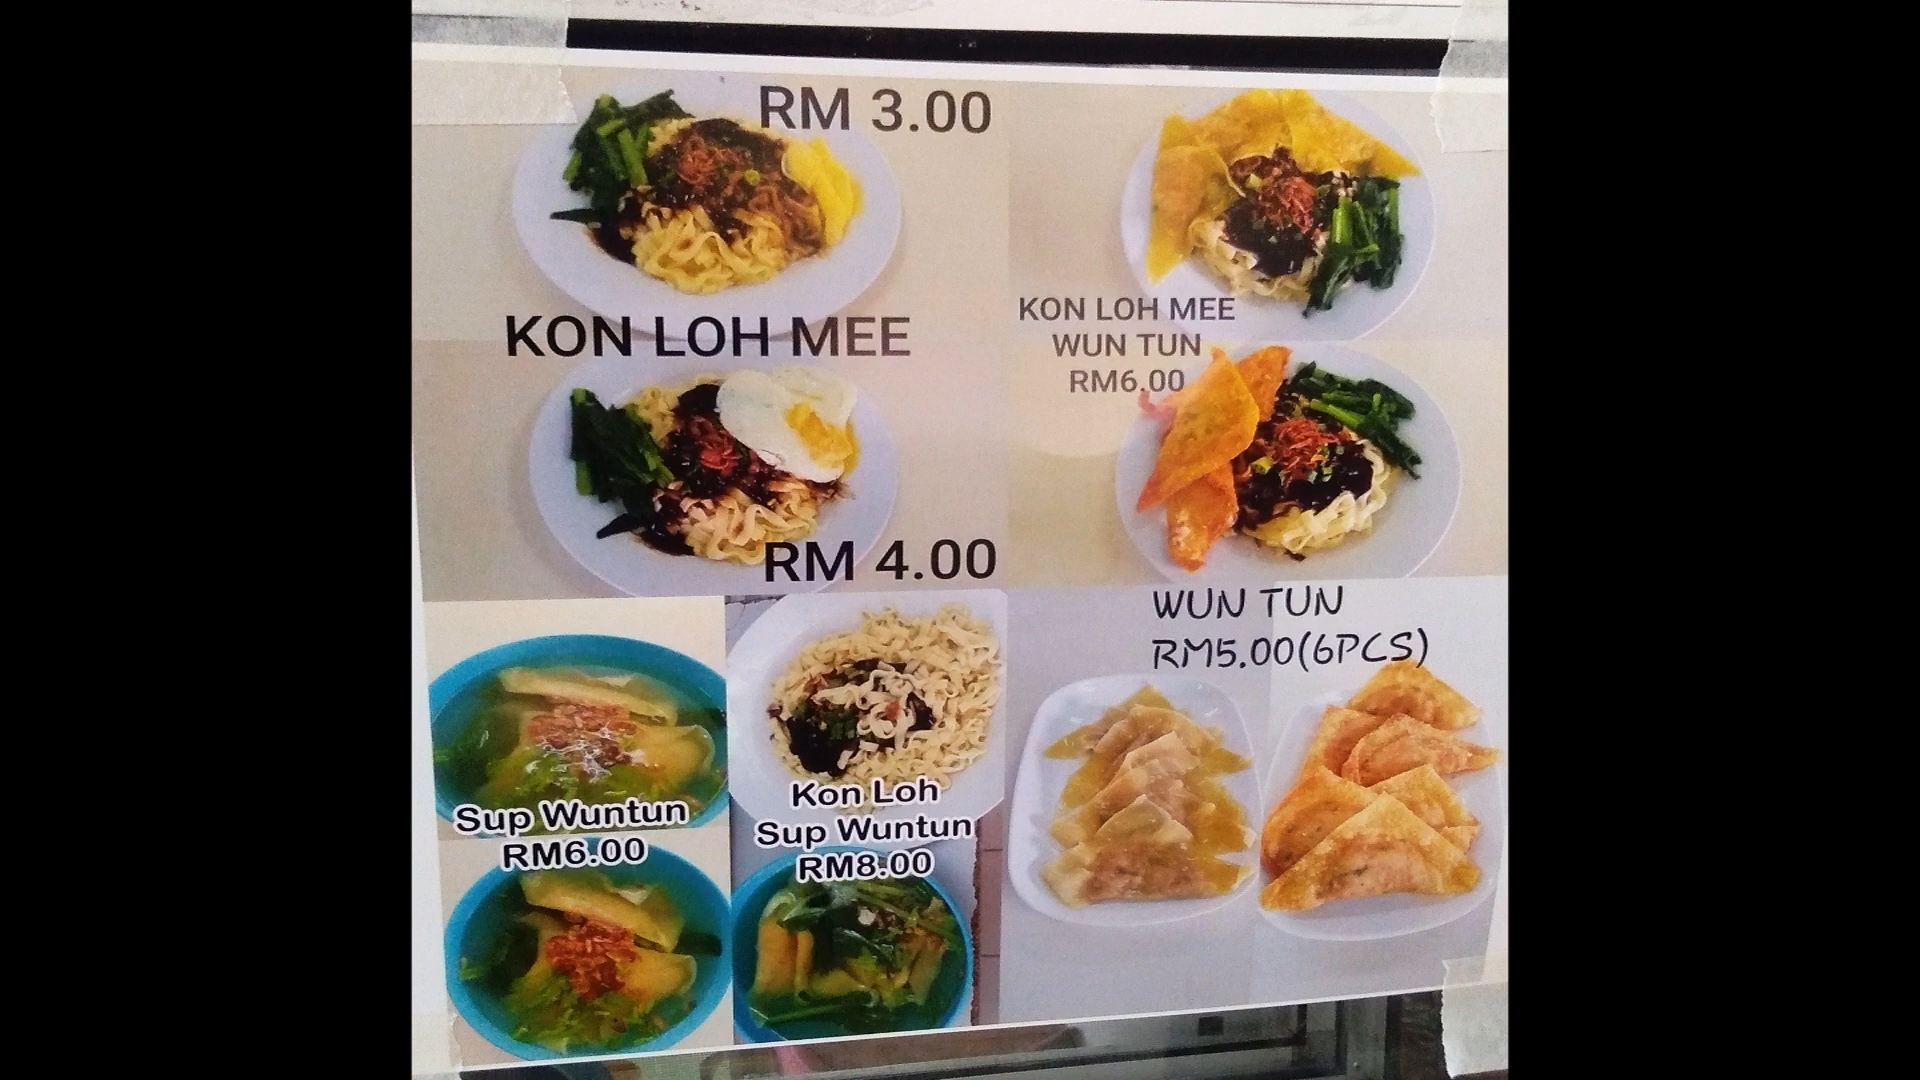 RM 3.00
KON LOH MEE
RM 4.00
KON LOH MEE
WUN TUN
RM6.00
WUN TUN
RM5.00(6PCS)
Sup Wuntun
RM6.00
Kon Loh
Sup Wuntun
RM8.00